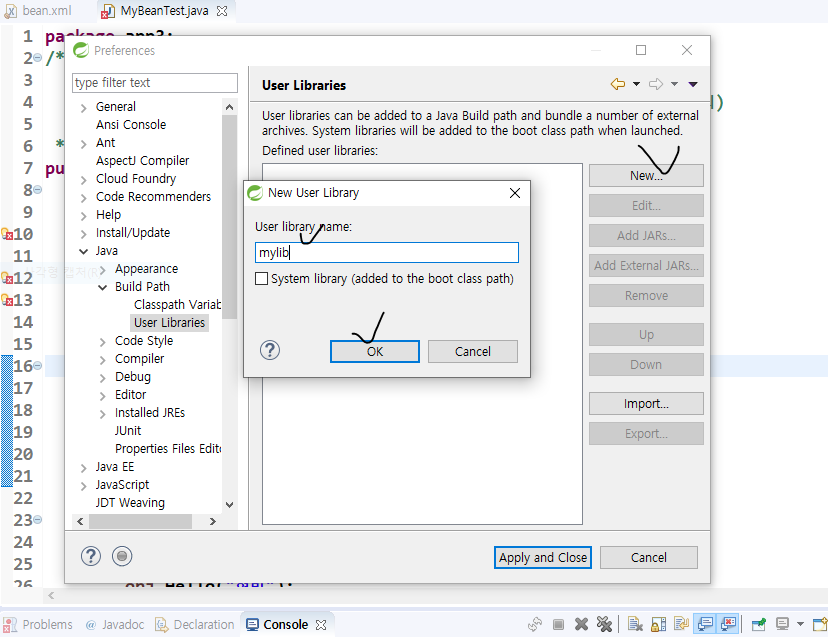 bean.xml
MyBeanTest.java
1 package app3;
2 /*
3
4 )
5
6 *
7 pu
8
9
10
11
12
13
14
15
16
17
18
19
20
21
22
23
24
25
26
Preferences
type filter text
General
Ansi Console
Ant
AspectJ Compiler
Cloud Foundry
Code Recommenders
Help
Install/Update
Java
Appearance
Build Path
Classpath Variab
User Libraries
Code Style
Compiler
Debug
Editor
Installed JREs
JUnit
Properties Files Edito
Java EE
JavaScript
JDT Weaving
User Libraries
User libraries can be added to a Java Build path and bundle a number of external
archives. System libraries will be added to the boot class path when launched.
Defined user libraries:
New...
Edit...
Add JARs...
Add External JARs...
Remove
Up
Down
Import...
Export...
New User Library
User library name:
mylib
System library (added to the boot class path)
OK
Cancel
Apply and Close
Cancel
Problems
@ Javadoc
Declaration
Console